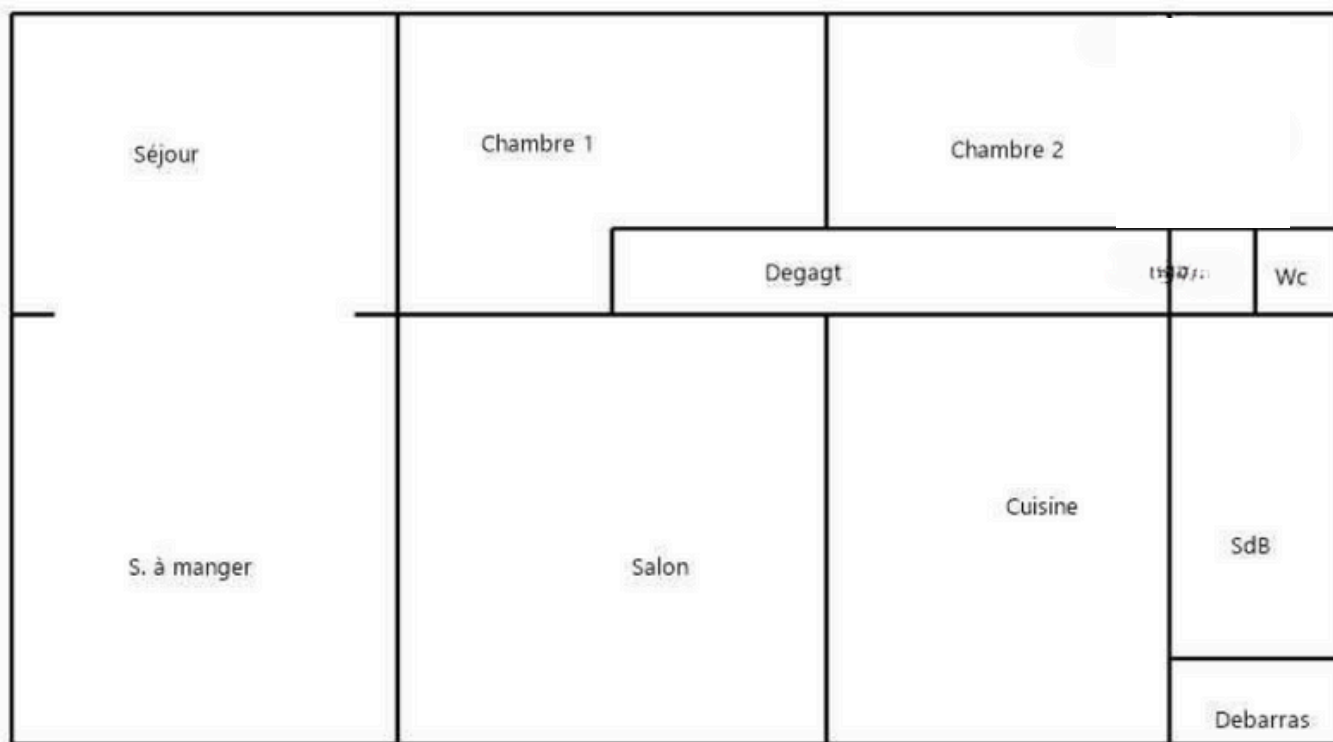 Séjour
Chambre 1
Chambre 2
Degagt
Wc
Cuisine
SdB
S. à manger
Salon
Debarras